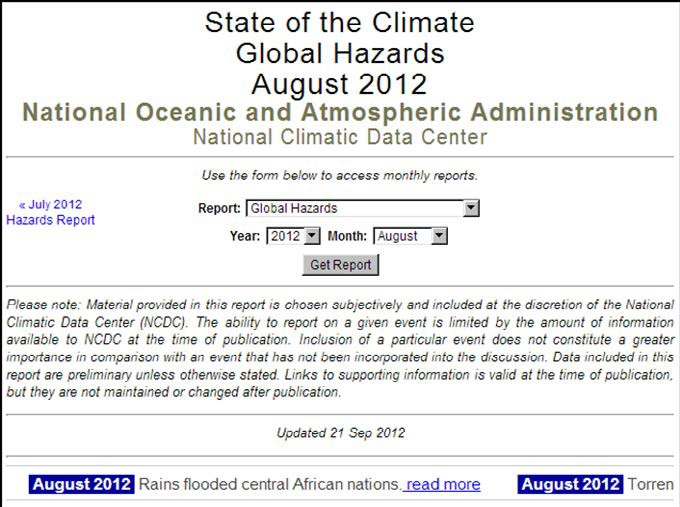 State of the Climate
Global Hazards
August 2012
National Oceanic and Atmospheric Administration
National Climatic Data Center
Use the form below to access monthly reports.
« July 2012
Hazards Report
Report: Global Hazards
Year: 2012 Month: August
Get Report
Please note: Material provided in this report is chosen subjectively and included at the discretion of the National
Climatic Data Center (NCDC). The ability to report on a given event is limited by the amount of information
available to NCDC at the time of publication. Inclusion of a particular event does not constitute a greater
importance in comparison with an event that has not been incorporated into the discussion. Data included in this
report are preliminary unless otherwise stated. Links to supporting information is valid at the time of publication,
but they are not maintained or changed after publication.
Updated 21 Sep 2012
August 2012 Rains flooded central African nations. read more August 2012 Torren